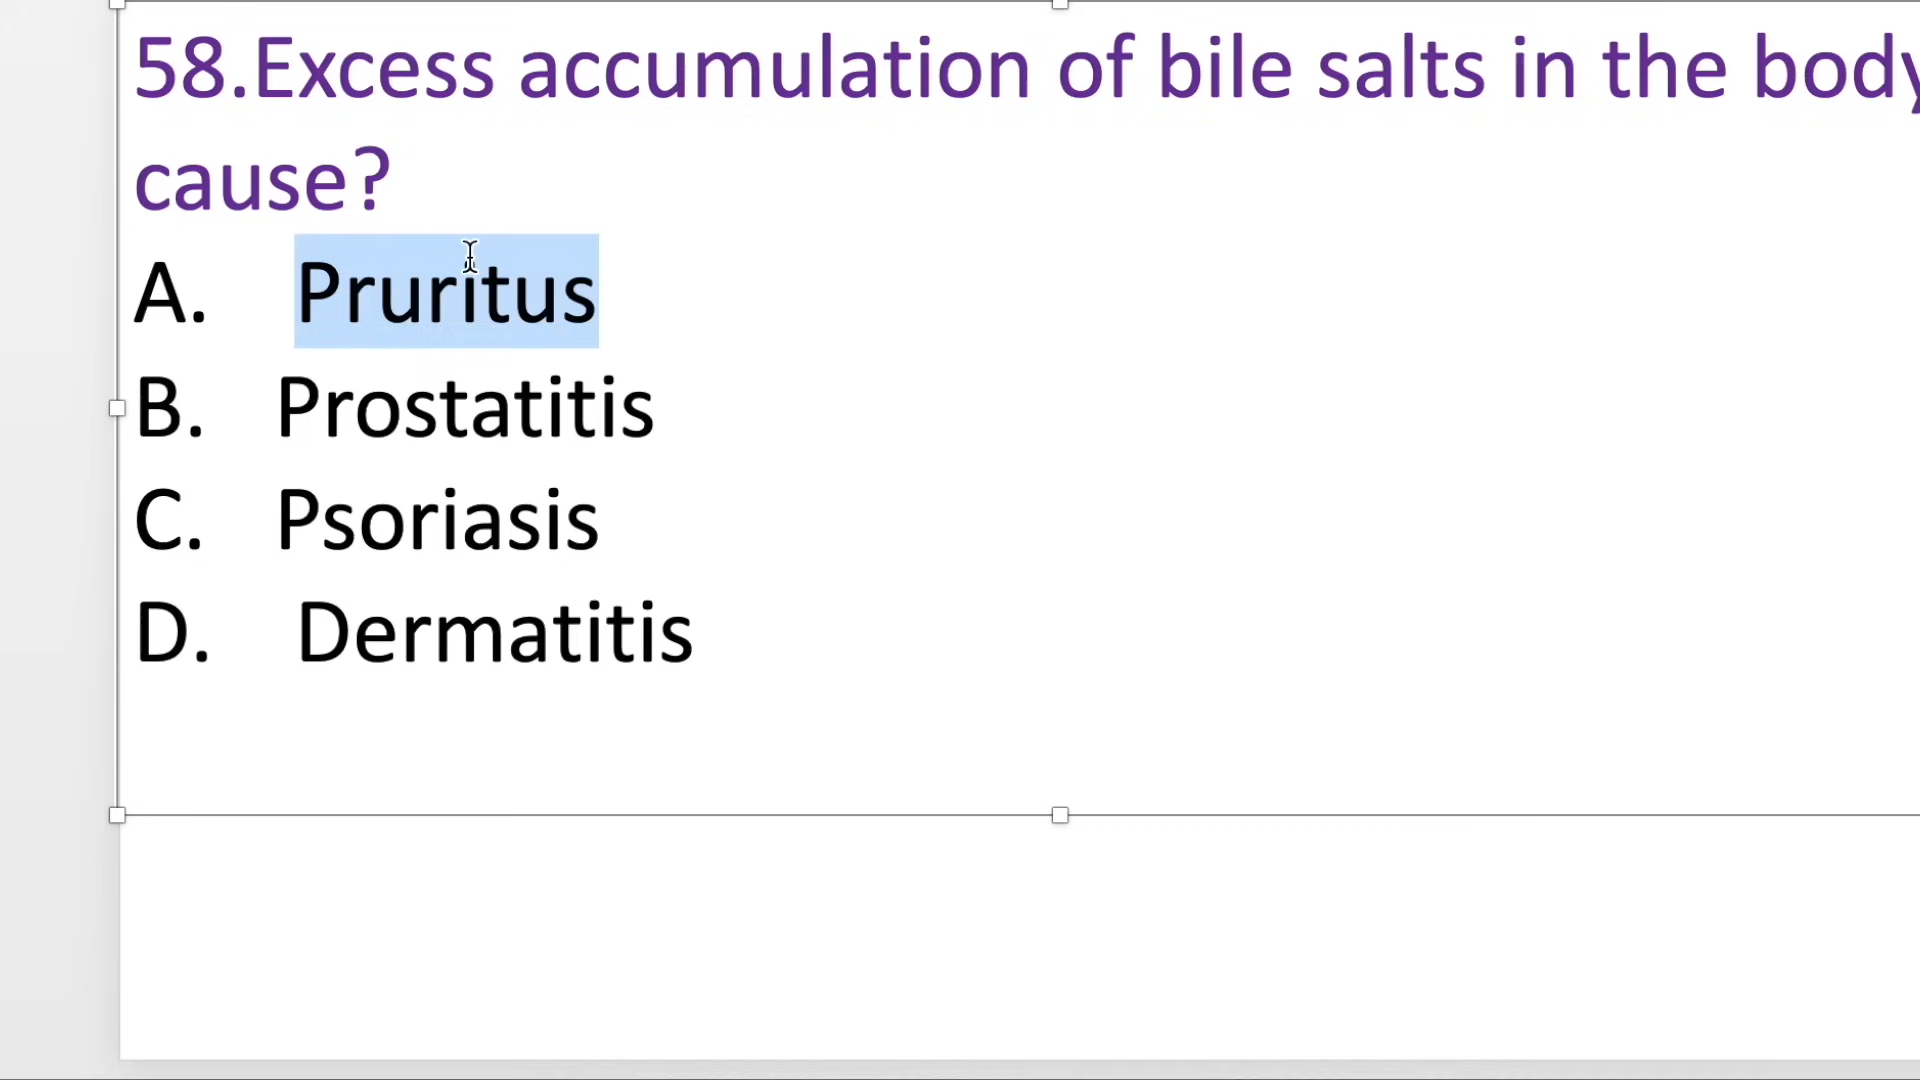 58.Excess accumulation of bile salts in the body
cause?
A. Pruritus
B. Prostatitis
C. Psoriasis
D. Dermatitis